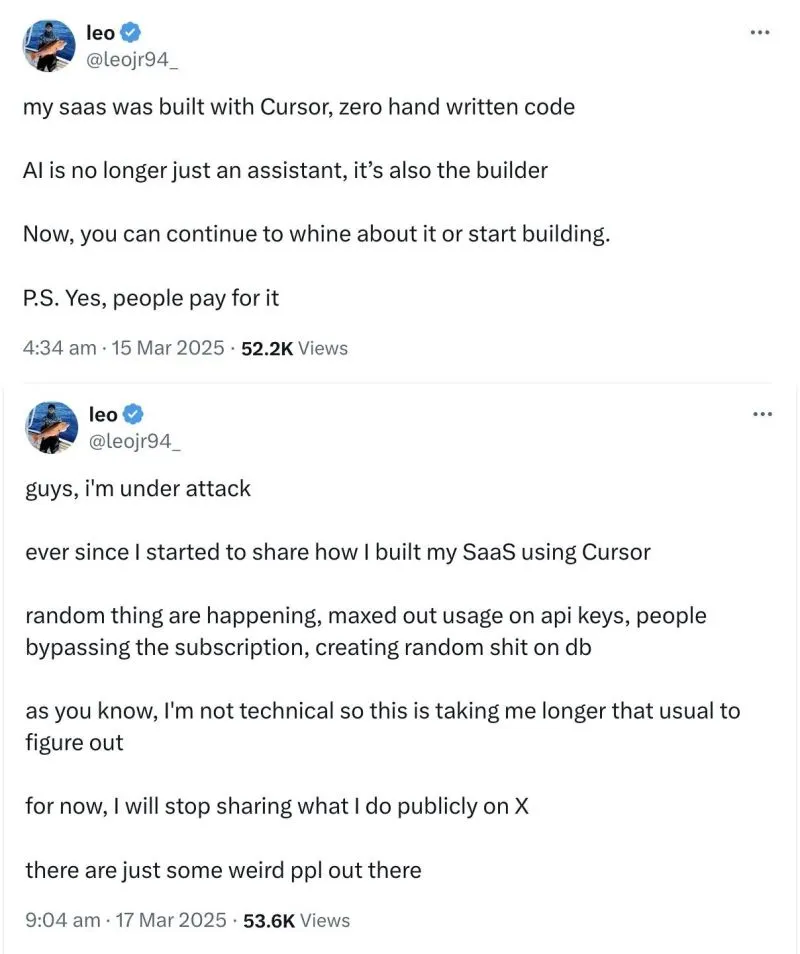 leo
@leojr94_
my saas was built with Cursor, zero hand written code
AI is no longer just an assistant, it’s also the builder
Now, you can continue to whine about it or start building.
P.S. Yes, people pay for it
4:34 am · 15 Mar 2025 · 52.2K Views
leo
@leojr94_
guys, i'm under attack
ever since I started to share how I built my SaaS using Cursor
random thing are happening, maxed out usage on api keys, people
bypassing the subscription, creating random shit on db
as you know, I'm not technical so this is taking me longer that usual to
figure out
for now, I will stop sharing what I do publicly on X
there are just some weird ppl out there
9:04 am · 17 Mar 2025 · 53.6K Views